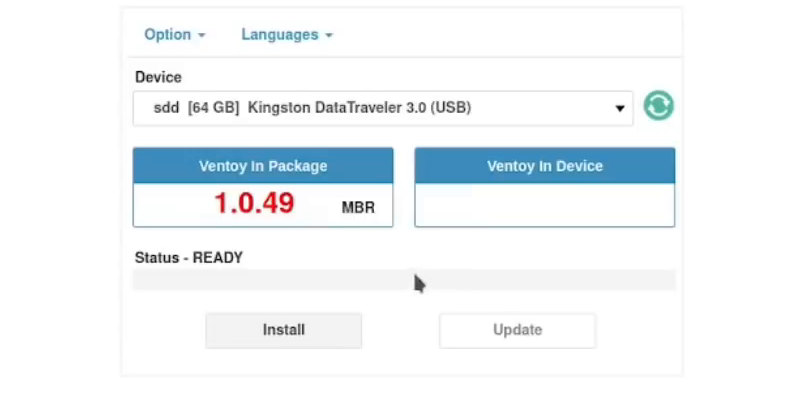 Option Languages
Device
sdd [64 GB] Kingston DataTraveler 3.0 (USB)
Ventoy In Package Ventoy In Device
1.0.49 MBR
Status - READY
Install Update